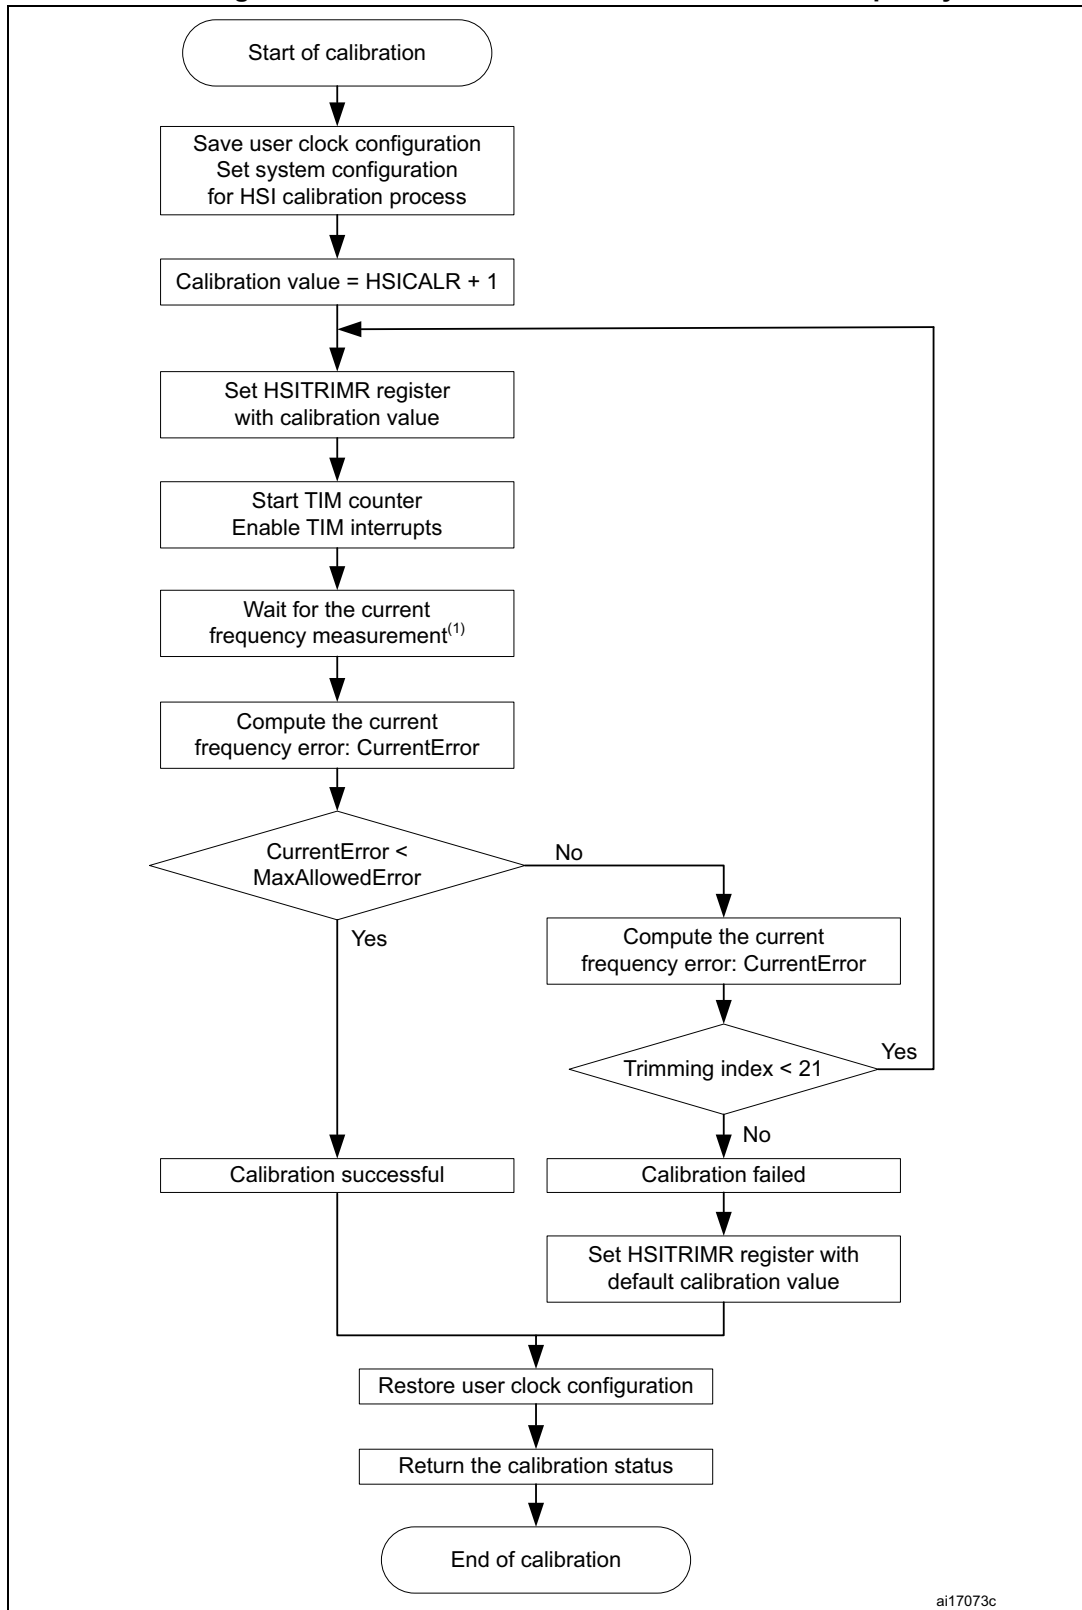 Start of calibration
Save user clock configuration
Set system configuration
for HSI calibration process
Calibration value = HSICALR + 1
Set HSITRIMR register
with calibration value
Start TIM counter
Enable TIM interrupts
Wait for the current
frequency measurement(1)
Compute the current
frequency error: CurrentError
CurrentError <
MaxAllowedError
No
Yes
Compute the current
frequency error: CurrentError
Trimming index < 21
Yes
No
Calibration successful
Calibration failed
Set HSITRIMR register with
default calibration value
Restore user clock configuration
Return the calibration status
End of calibration
ai17073c